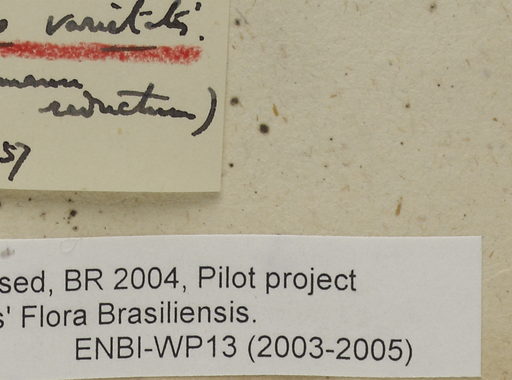 varietatis.
reductum)
57
sed, BR 2004, Pilot project
s' Flora Brasiliensis.
ENBI-WP13 (2003-2005)